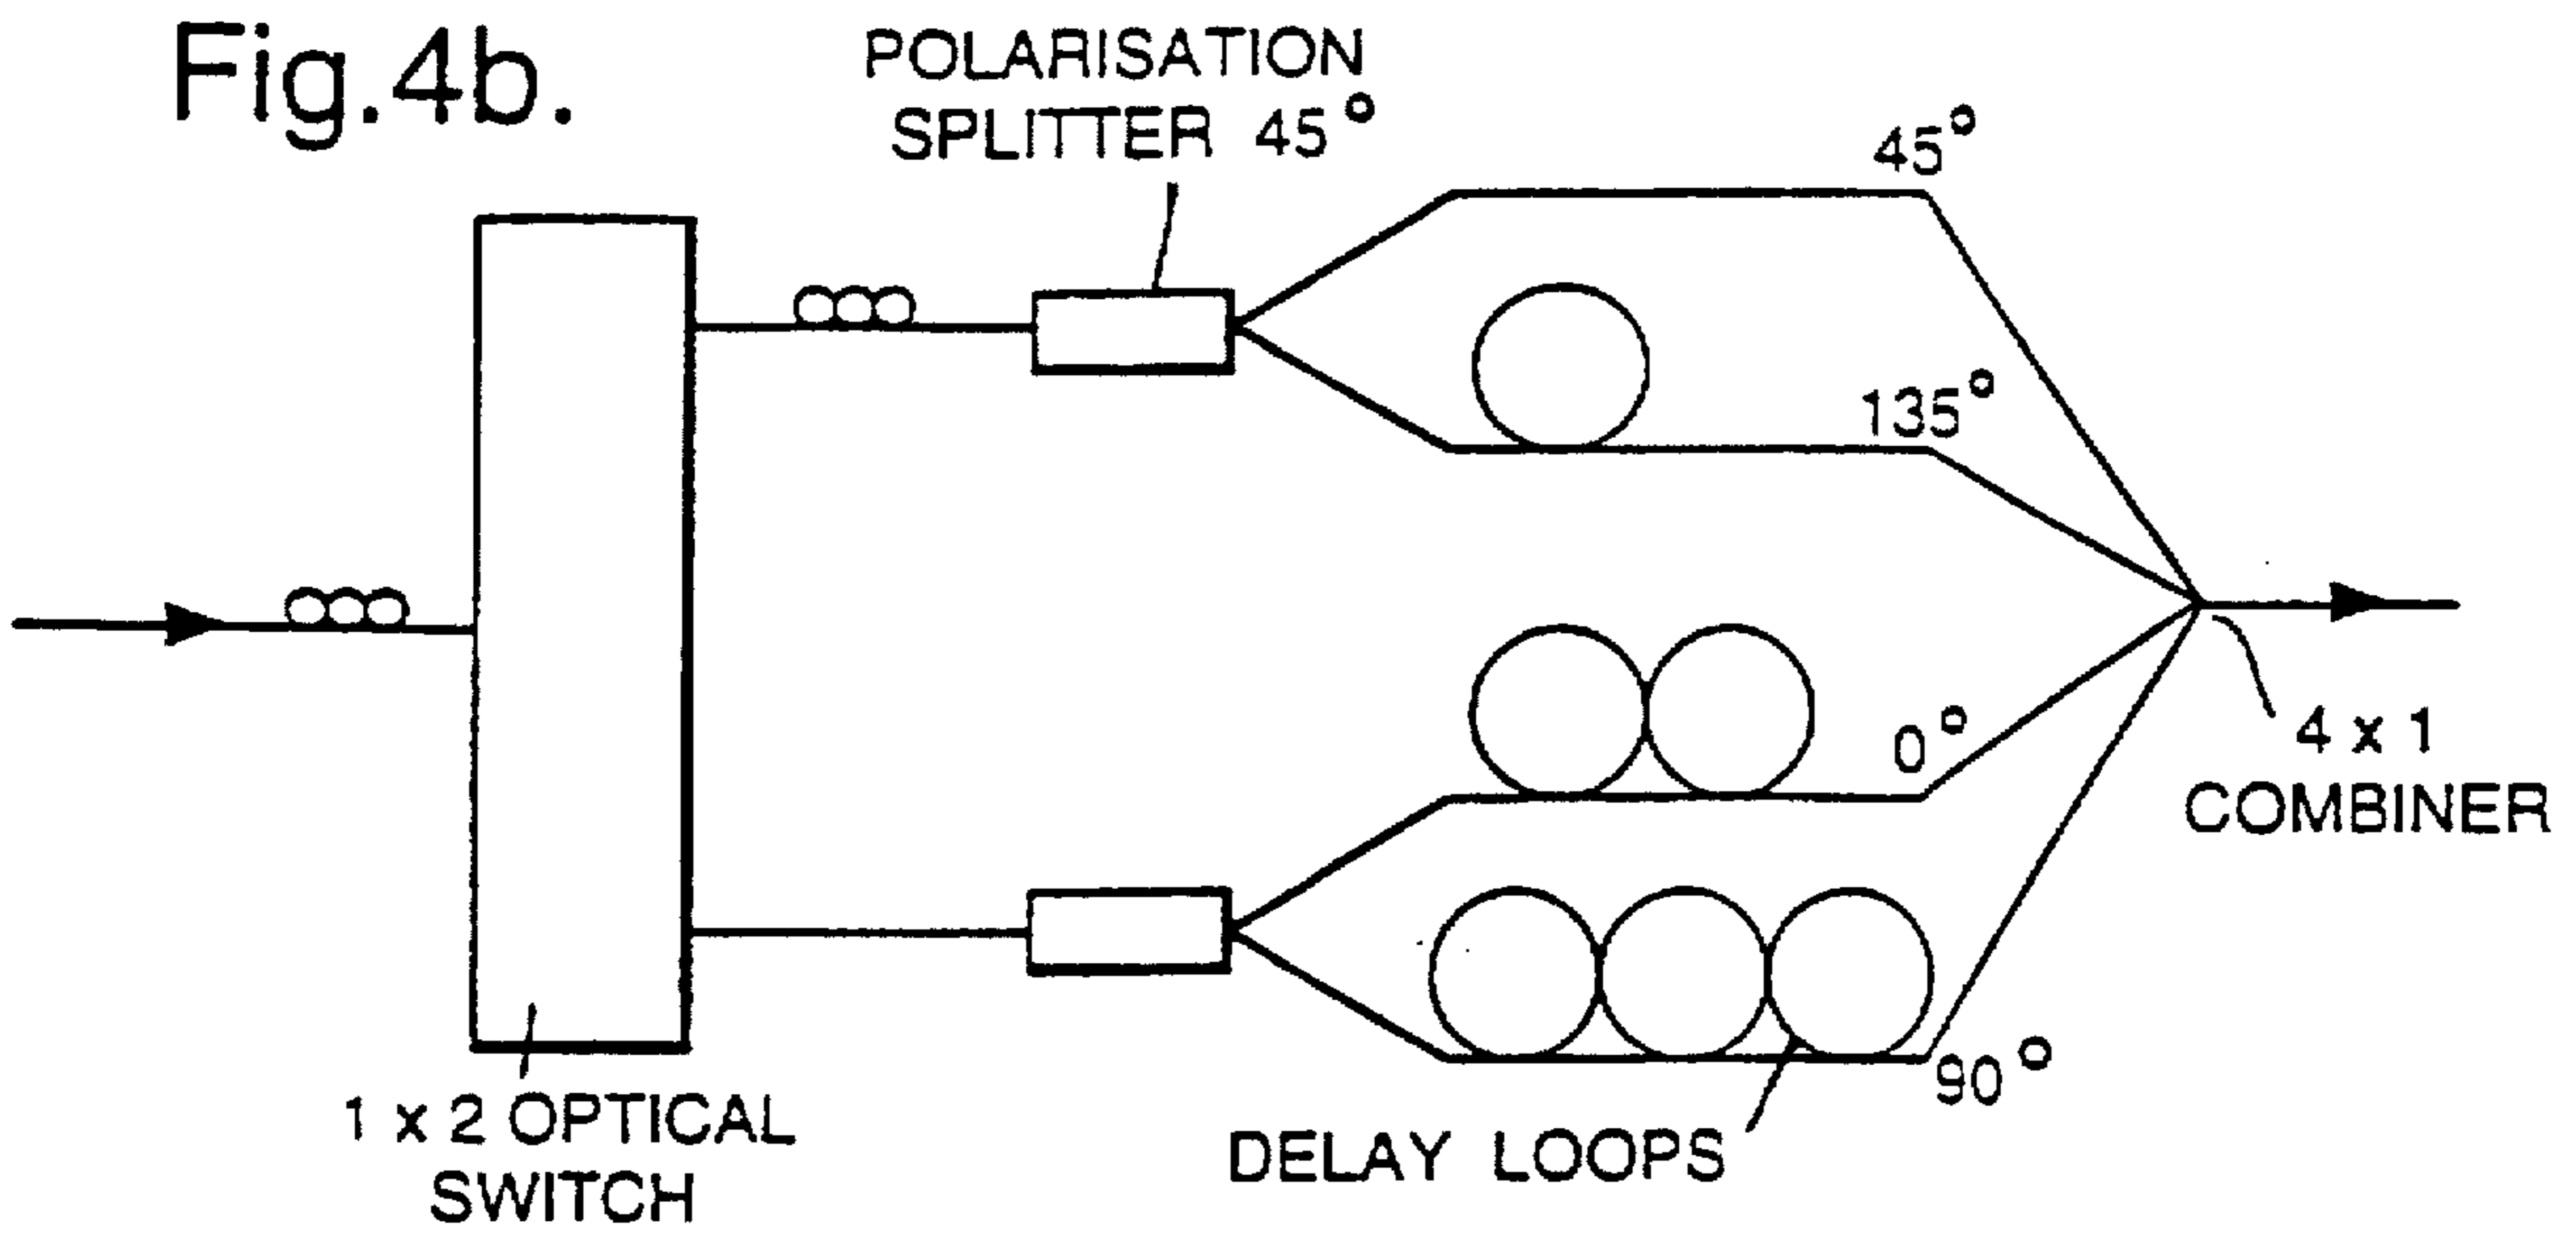 Fig.4b.
POLARISATION
SPLITTER 45°
45°
135°
0°
4 x 1
COMBINER
90°
1 x 2 OPTICAL
SWITCH
DELAY LOOPS